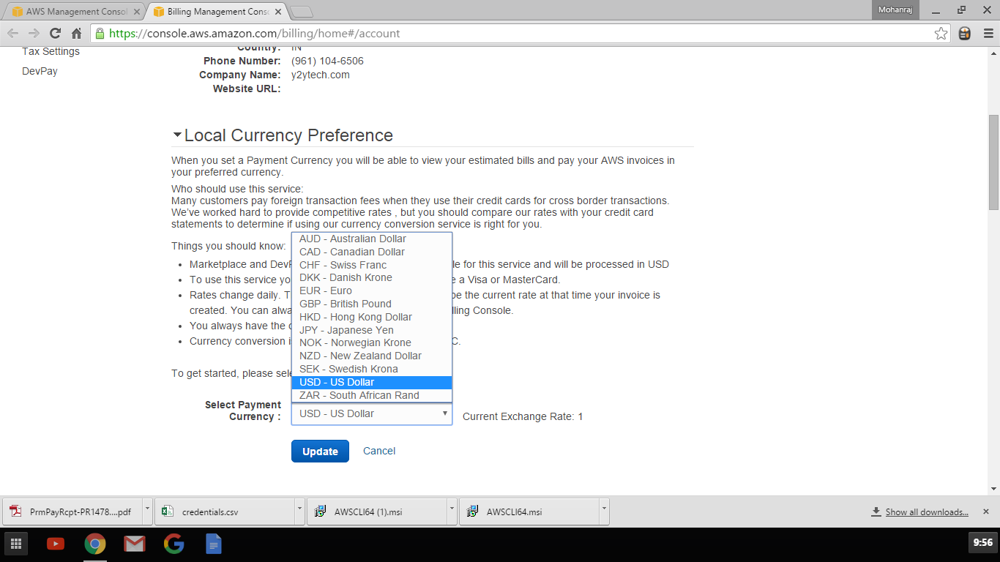 AWS Management Consol
Billing Management Conso
Mohanraj
https://console.aws.amazon.com/billing/home#/account
Tax Settings
DevPay
Country: IN
Phone Number: (961) 104-6506
Company Name: y2ytech.com
Website URL:
Local Currency Preference
When you set a Payment Currency you will be able to view your estimated bills and pay your AWS invoices in
your preferred currency.
Who should use this service:
Many customers pay foreign transaction fees when they use their credit cards for cross border transactions.
We've worked hard to provide competitive rates , but you should compare our rates with your credit card
statements to determine if using our currency conversion service is right for you.
Things you should know:
Marketplace and DevP
le for this service and will be processed in USD
To use this service yo
e a Visa or MasterCard.
Rates change daily. T
be the current rate at that time your invoice is
created. You can alwa
lling Console.
You always have the o
Currency conversion i
C.
To get started, please sele
AUD - Australian Dollar
CAD - Canadian Dollar
CHF - Swiss Franc
DKK - Danish Krone
EUR - Euro
GBP - British Pound
HKD - Hong Kong Dollar
JPY - Japanese Yen
NOK - Norwegian Krone
NZD - New Zealand Dollar
SEK - Swedish Krona
USD - US Dollar
ZAR - South African Rand
Select Payment
Currency :
USD - US Dollar
Current Exchange Rate: 1
Update
Cancel
PrmPayRcpt-PR1478....pdf
credentials.csv
AWSCLI64 (1).msi
AWSCLI64.msi
Show all downloads...
9:56